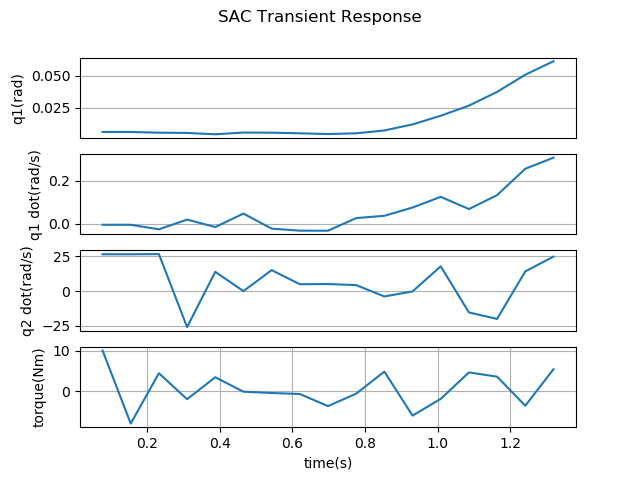 SAC Transient Response
q1(rad)
0.050
0.025
q1 dot(rad/s)
0.2
0.0
q2 dot(rad/s)
25
0
−25
torque(Nm)
10
0
0.2 0.4 0.6 0.8 1.0 1.2
time(s)